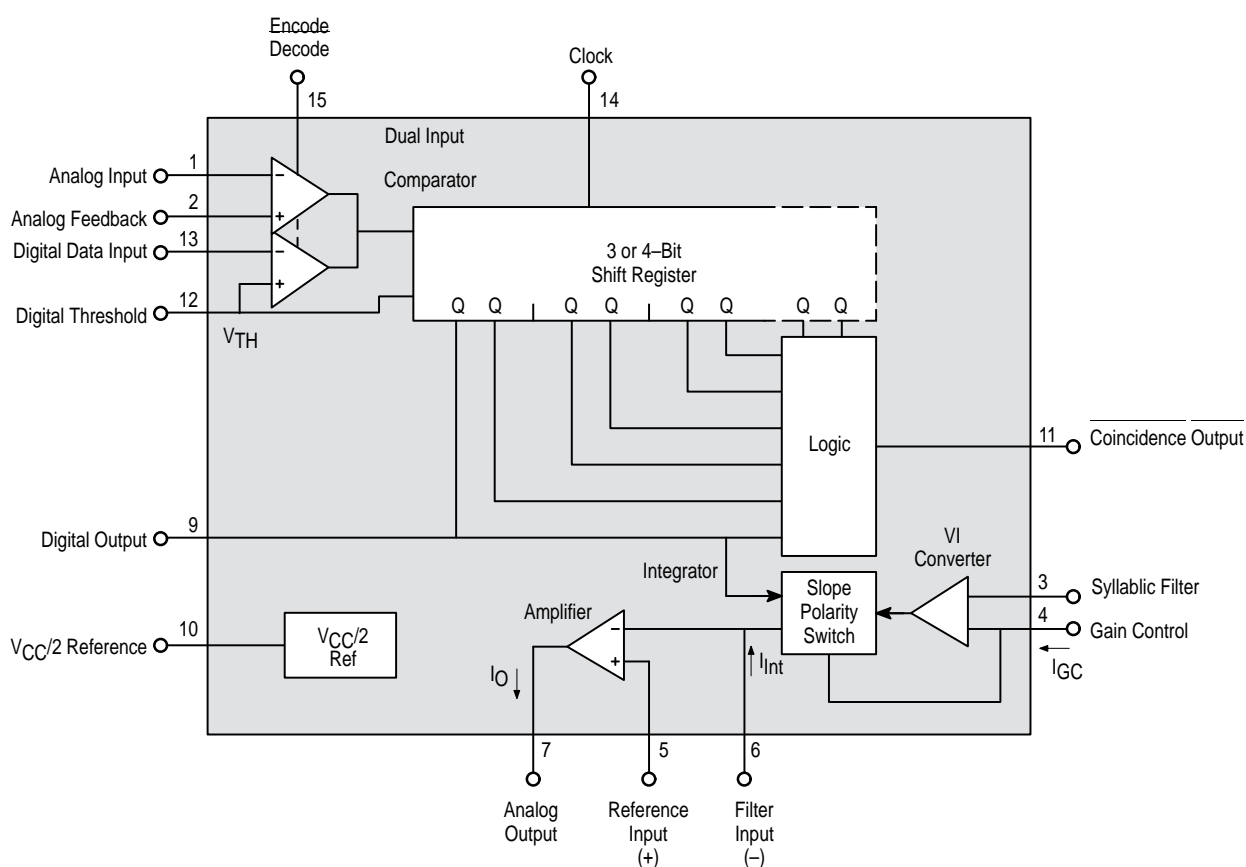 Encode
Decode
15
Clock
14
Dual Input
Comparator
1
Analog Input
−
2
Analog Feedback
+
13
Digital Data Input
−
+
12
Digital Threshold
VTH
3 or 4–Bit
Shift Register
Q Q Q Q Q Q Q Q
Logic
11
Coincidence Output
9
Digital Output
Integrator
VI
Converter
Slope
Polarity
Switch
3
Syllabic Filter
4
Gain Control
IGC
10
VCC/2 Reference
VCC/2
Ref
Amplifier
−
+
IO
IInt
7
5
6
Analog
Output
Reference
Input
(+)
Filter
Input
(–)